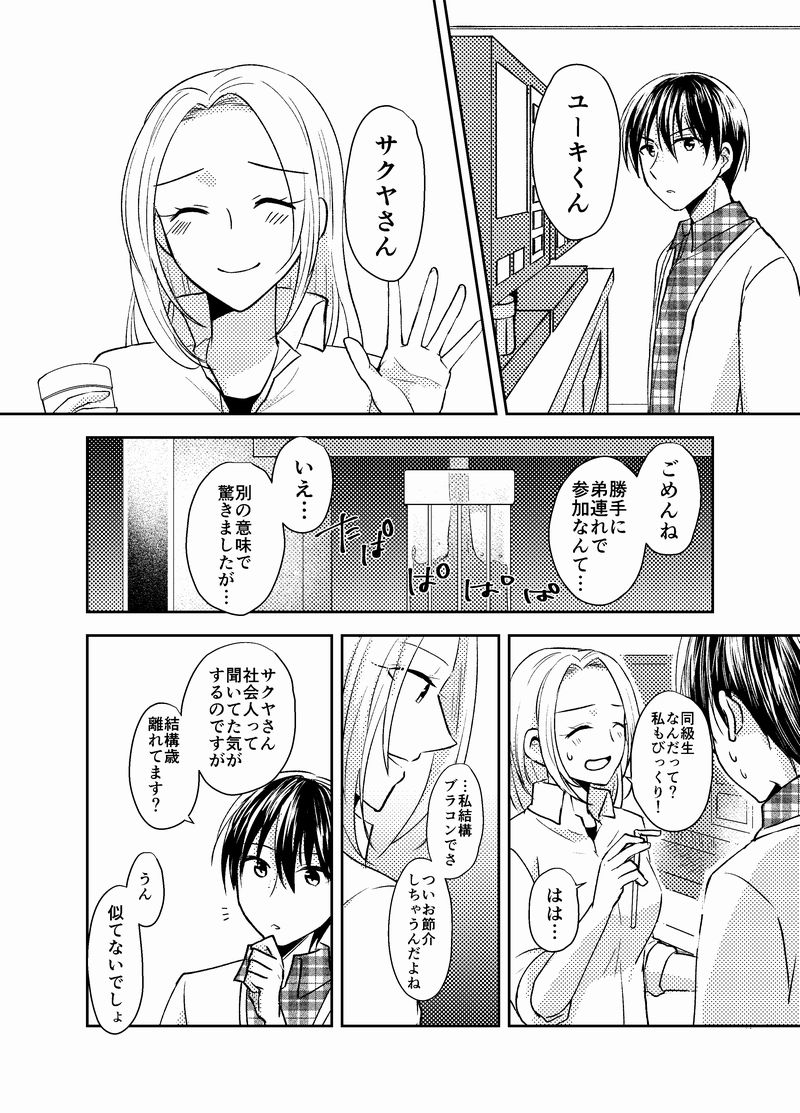 ユーキくん
サクヤさん
ごめんね
勝手に
弟連れで
参加なんて…
いえ…
別の意味で
驚きましたが…
たぱ
ぱぱぱぱ
同級生
なんだって?
私もびっくり!
はは…
…私結構
ブラコンでさ
ついお節介
しちゃうんだよね
サクヤさん
社会人って
聞いてた気が
するのですが
結構歳
離れてます?
うん
似てないでしょ